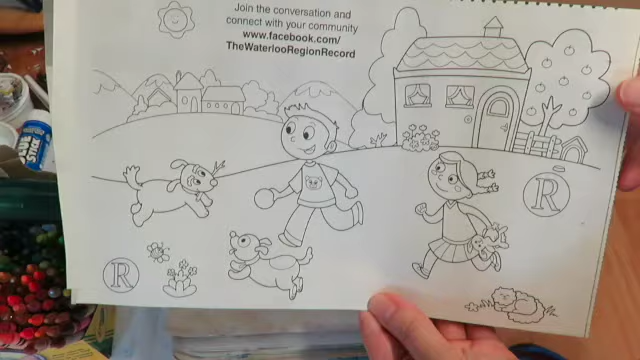 Join the conversation and
connect with your community
www.facebook.com/
TheWaterlooRegionRecord
R
R